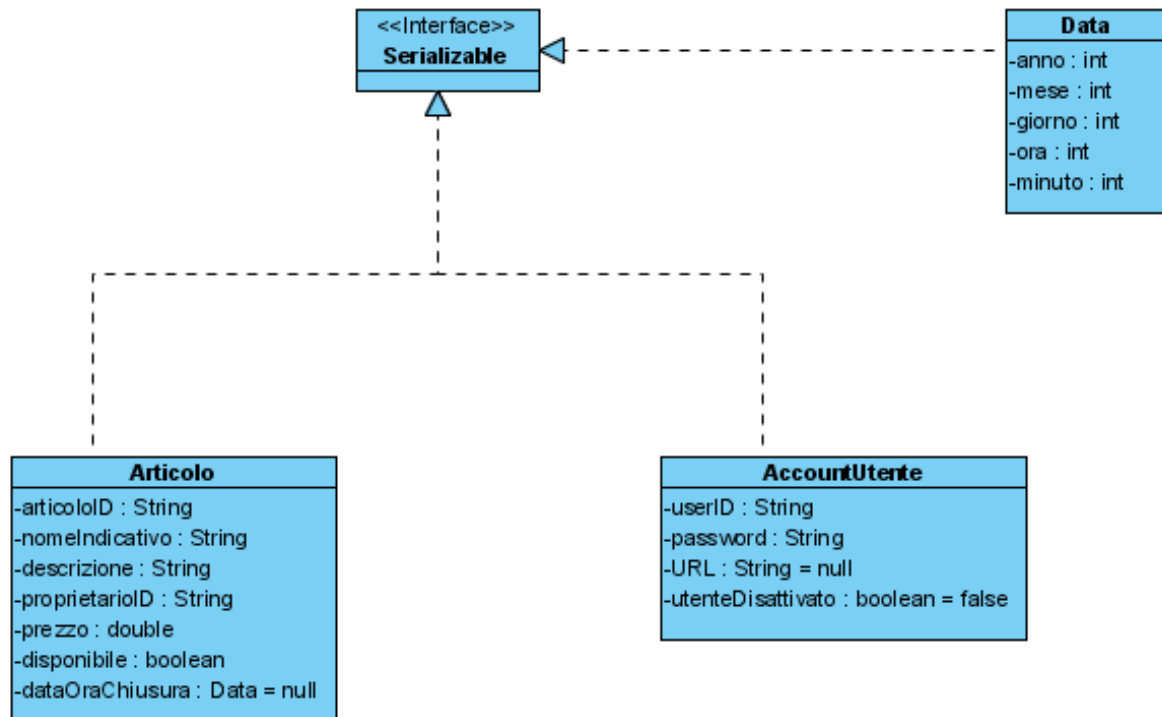 <<Interface>>
Serializable
Data
-anno : int
-mese : int
-giorno : int
-ora : int
-minuto : int
Articolo
-articoloID : String
-nomeIndicativo : String
-descrizione : String
-proprietarioID : String
-prezzo : double
-disponibile : boolean
-dataOraChiusura : Data = null
AccountUtente
-userID : String
-password : String
-URL : String = null
-utenteDisattivato : boolean = false